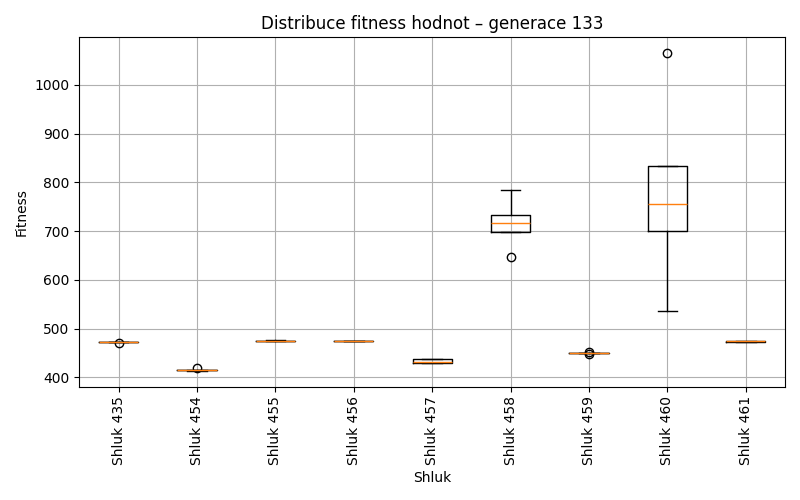 Distribuce fitness hodnot – generace 133
Fitness
1000
900
800
700
600
500
400
Shluk 435
Shluk 454
Shluk 455
Shluk 456
Shluk 457
Shluk 458
Shluk 459
Shluk 460
Shluk 461
Shluk